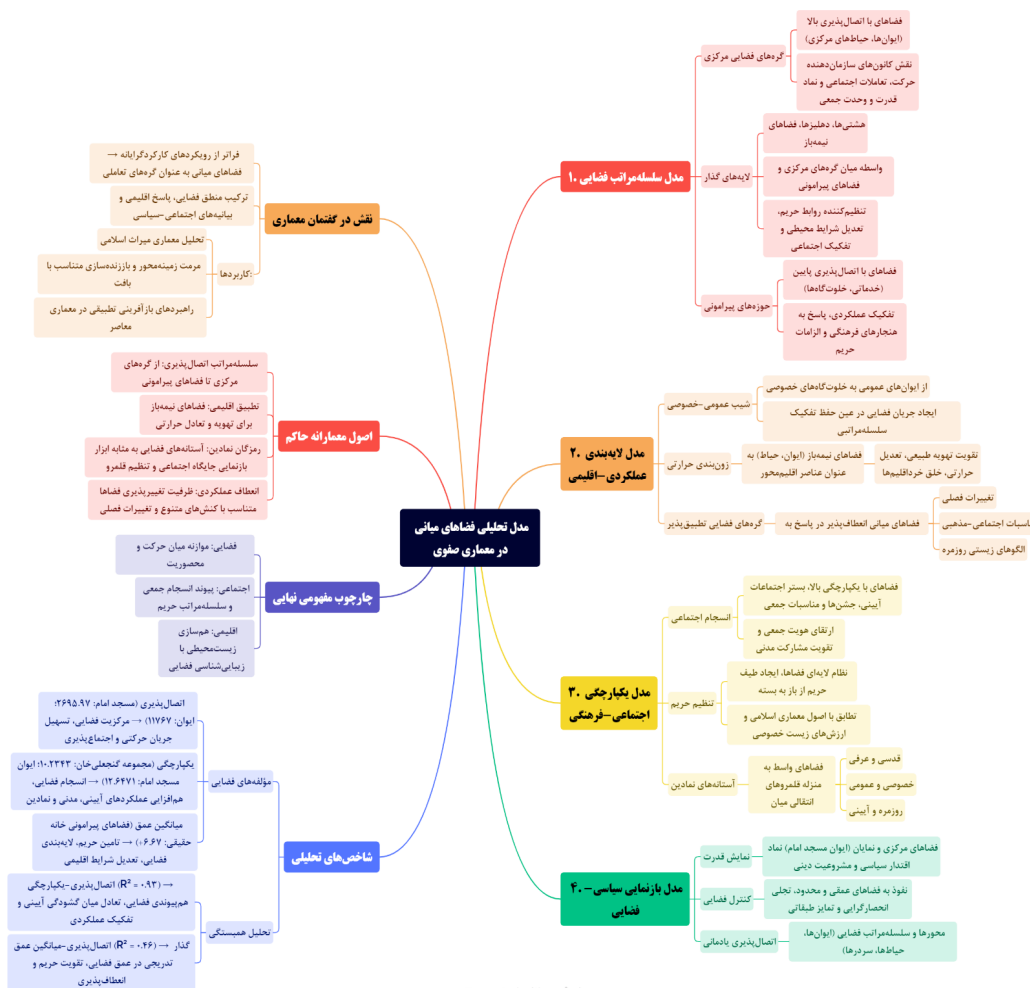 مدل تحلیلی فضاهای میانی
در معماری صفوی
۱. مدل سلسله‌مراتب فضایی
گره‌های فضایی مرکزی
فضاهای با اتصال‌پذیری بالا
(ایوان‌ها، حیاط‌های مرکزی)
نقش کانون‌های سازمان‌دهنده
حرکت، تعاملات اجتماعی و نماد
قدرت و وحدت جمعی
لایه‌های گذار
هشتی‌ها، دهلیزها، فضاهای
نیمه‌باز
واسطه میان گره‌های مرکزی و
فضاهای پیرامونی
تنظیم‌کننده روابط حریم،
تعدیل شرایط محیطی و
تفکیک اجتماعی
حوزه‌های پیرامونی
فضاهای با اتصال‌پذیری پایین
(خدماتی، خلوت‌گاه‌ها)
تفکیک عملکردی، پاسخ به
هنجارهای فرهنگی و الزامات
حریم
۲. مدل لایه‌بندی
عملکردی–اقلیمی
شیب عمومی-خصوصی
از ایوان‌های عمومی به خلوت‌گاه‌های خصوصی
ایجاد جریان فضایی در عین حفظ تفکیک
سلسله‌مراتبی
زون‌بندی حرارتی
فضاهای نیمه‌باز (ایوان، حیاط) به
عنوان عناصر اقلیم‌محور
تقویت تهویه طبیعی، تعدیل
حرارتی، خلق خرداقلیم‌ها
گره‌های فضایی تطبیق‌پذیر
فضاهای میانی انعطاف‌پذیر در پاسخ به
تغییرات فصلی
اسبات اجتماعی-مذهبی
الگوهای زیستی روزمره
۳. مدل یکپارچگی
اجتماعی–فرهنگی
انسجام اجتماعی
فضاهای با یکپارچگی بالا، بستر اجتماعات
آیینی، جشن‌ها و مناسبات جمعی
ارتقای هویت جمعی و
تقویت مشارکت مدنی
تنظیم حریم
نظام لایه‌ای فضاها، ایجاد طیف
حریم از باز به بسته
تطابق با اصول معماری اسلامی و
ارزش‌های زیست خصوصی
آستانه‌های نمادین
فضاهای واسط به
منزله قلمروهای
انتقالی میان
قدسی و عرفی
خصوصی و عمومی
روزمره و آیینی
۴. مدل بازنمایی سیاسی–
فضایی
نمایش قدرت
فضاهای مرکزی و نمایان (ایوان مسجد امام) نماد
اقتدار سیاسی و مشروعیت دینی
کنترل فضایی
نفوذ به فضاهای عمقی و محدود، تجلی
انحصارگرایی و تمایز طبقاتی
اتصال‌پذیری یادمانی
محورها و سلسله‌مراتب فضایی (ایوان‌ها،
حیاط‌ها، سردرها)
نقش در گفتمان معماری
فراتر از رویکردهای کارکردگرایانه →
فضاهای میانی به عنوان گره‌های تعاملی
ترکیب منطق فضایی، پاسخ اقلیمی و
بیانیه‌های اجتماعی-سیاسی
کاربردها:
تحلیل معماری میراث اسلامی
مرمت زمینه‌محور و باززنده‌سازی متناسب با
بافت
راهبردهای بازآفرینی تطبیقی در معماری
معاصر
اصول معمارانه حاکم
سلسله‌مراتب اتصال‌پذیری: از گره‌های
مرکزی تا فضاهای پیرامونی
تطبیق اقلیمی: فضاهای نیمه‌باز
برای تهویه و تعادل حرارتی
رمزگان نمادین: آستانه‌های فضایی به مثابه ابزار
بازنمایی جایگاه اجتماعی و تنظیم قلمرو
انعطاف عملکردی: ظرفیت تغییرپذیری فضاها
متناسب با کنش‌های متنوع و تغییرات فصلی
چارچوب مفهومی نهایی
فضایی: موازنه میان حرکت و
محصوریت
اجتماعی: پیوند انسجام جمعی
و سلسله‌مراتب حریم
اقلیمی: هم‌سازی
زیست‌محیطی با
زیبایی‌شناسی فضایی
شاخص‌های تحلیلی
مؤلفه‌های فضایی
اتصال‌پذیری (مسجد امام: ۲۶۹۵.۹۷؛
ایوان: ۱۱۷۶۷) → مرکزیت فضایی، تسهیل
جریان حرکتی و اجتماع‌پذیری
یکپارچگی (مجموعه گنجعلی‌خان: ۱۰.۲۳۴۳؛ ایوان
مسجد امام: ۱۲.۶۴۷۱) → انسجام فضایی،
هم‌افزایی عملکردهای آیینی، مدنی و نمادین
میانگین عمق (فضاهای پیرامونی خانه
حقیقی: ۶.۶۷+) → تامین حریم، لایه‌بندی
فضایی، تعدیل شرایط اقلیمی
تحلیل همبستگی
اتصال‌پذیری-یکپارچگی (R² = ۰.۹۳) →
هم‌پیوندی فضایی، تعادل میان گشودگی آیینی و
تفکیک عملکردی
اتصال‌پذیری-میانگین عمق (R² = ۰.۴۶) → گذار
تدریجی در عمق فضایی، تقویت حریم و
انعطاف‌پذیری